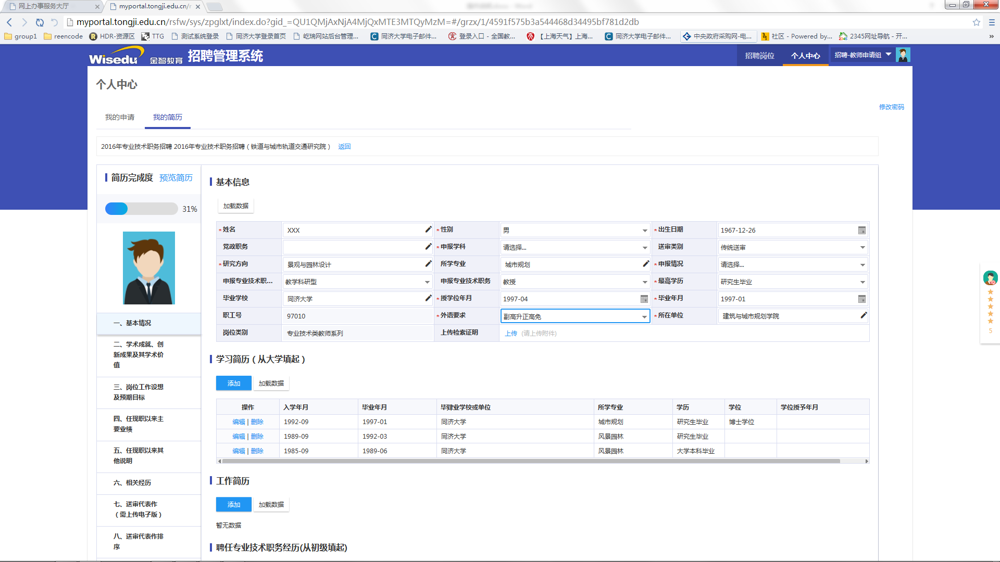 网上办事服务大厅
myportal.tongji.edu.cn/r
myportal.tongji.edu.cn/rsfw/sys/zpglxt/index.do?gid_=QU1QMjAxNjA4MjQxMTE3MTQyMzM=#/grzx/1/4591f575b3a544468d34495bf781d2db
group1 reencode HDR-资源区 TTG 测试系统登录 同济大学登录首页 屹瑞网站后台管理... 同济大学电子邮件... 登录入口 - 全国教... 【上海天气】上海... 同济大学电子邮件... 中央政府采购网-电... 社区 - Powered by... 2345网址导航 - 开... »
Wisedu 金智教育 招聘管理系统
招聘岗位 个人中心 招聘-教师申请组
个人中心
修改密码
我的申请 我的简历
2016年专业技术职务招聘 2016年专业技术职务招聘（铁道与城市轨道交通研究院） 返回
简历完成度 预览简历
31%
一、基本情况
二、学术成就、创
新成果及其学术价
值
三、岗位工作设想
及预期目标
四、任现职以来主
要业绩
五、任现职以来其
他说明
六、相关经历
七、送审代表作
（需上传电子版）
八、送审代表作排
序
基本信息
加载数据
*姓名 XXX *性别 男 *出生日期 1967-12-26
党政职务 *申报学科 请选择... 送审类别 传统送审
*研究方向 景观与园林设计 所学专业 城市规划 *申报情况 请选择...
申报专业技术职... 教学科研型 申报专业技术职务 教授 *最高学历 研究生毕业
毕业学校 同济大学 *授学位年月 1997-04 *毕业年月 1997-01
职工号 97010 *外语要求 副高升正高免 *所在单位 建筑与城市规划学院
岗位类别 专业技术类教师系列 上传检索证明 上传 (请上传附件)
学习简历（从大学填起）
添加 加载数据
操作 入学年月 毕业年月 毕肄业学校或单位 所学专业 学历 学位 学位授予年月
编辑 | 删除 1992-09 1997-01 同济大学 城市规划 研究生毕业 博士学位
编辑 | 删除 1989-09 1992-03 同济大学 风景园林 研究生毕业
编辑 | 删除 1985-09 1989-06 同济大学 风景园林 大学本科毕业
工作简历
添加 加载数据
暂无数据
聘任专业技术职务经历(从初级填起)
5